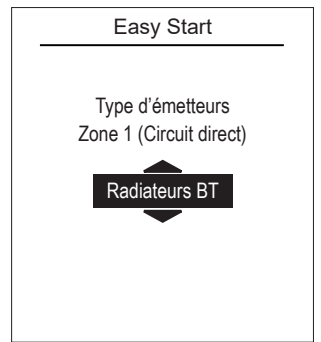 Easy Start
Type d'émetteurs
Zone 1 (Circuit direct)
Radiateurs BT